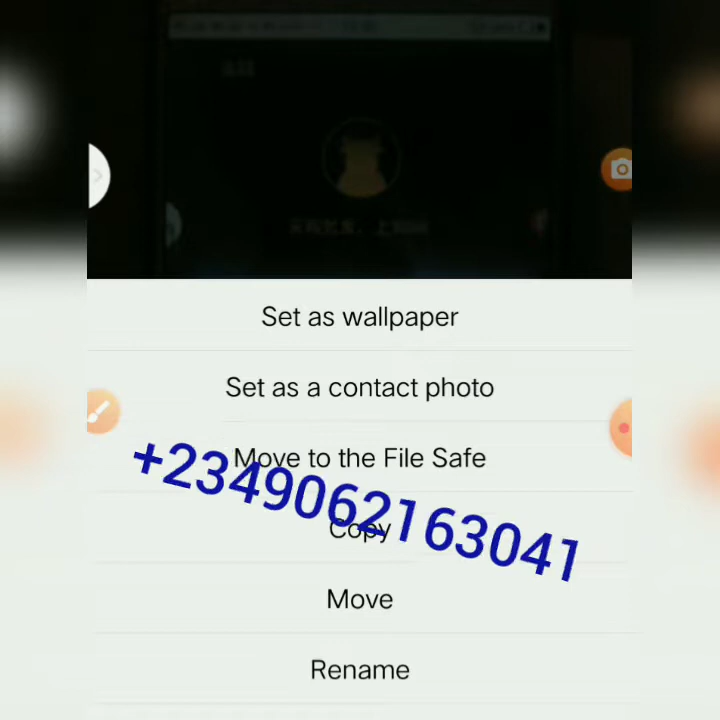 Set as wallpaper
Set as a contact photo
Move to the File Safe
+2349062163041
Copy
Move
Rename